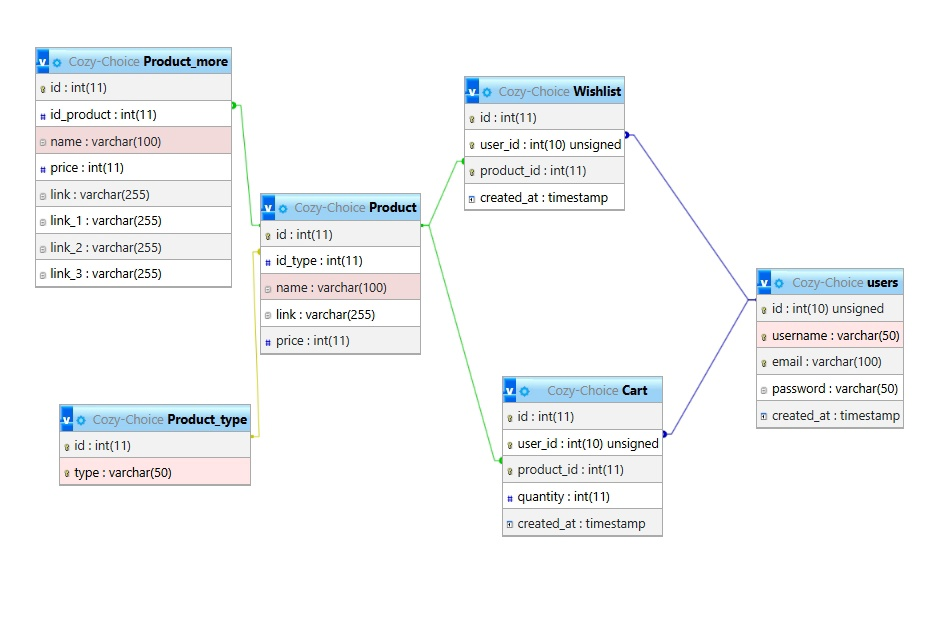 v Cozy-Choice Product_more
id : int(11)
# id_product : int(11)
name : varchar(100)
# price : int(11)
link : varchar(255)
link_1 : varchar(255)
link_2 : varchar(255)
link_3 : varchar(255)
v Cozy-Choice Wishlist
id : int(11)
user_id : int(10) unsigned
product_id : int(11)
created_at : timestamp
v Cozy-Choice Product
id : int(11)
# id_type : int(11)
name : varchar(100)
link : varchar(255)
# price : int(11)
v Cozy-Choice users
id : int(10) unsigned
username : varchar(50)
email : varchar(100)
password : varchar(50)
created_at : timestamp
v Cozy-Choice Cart
id : int(11)
user_id : int(10) unsigned
product_id : int(11)
# quantity : int(11)
created_at : timestamp
v Cozy-Choice Product_type
id : int(11)
type : varchar(50)